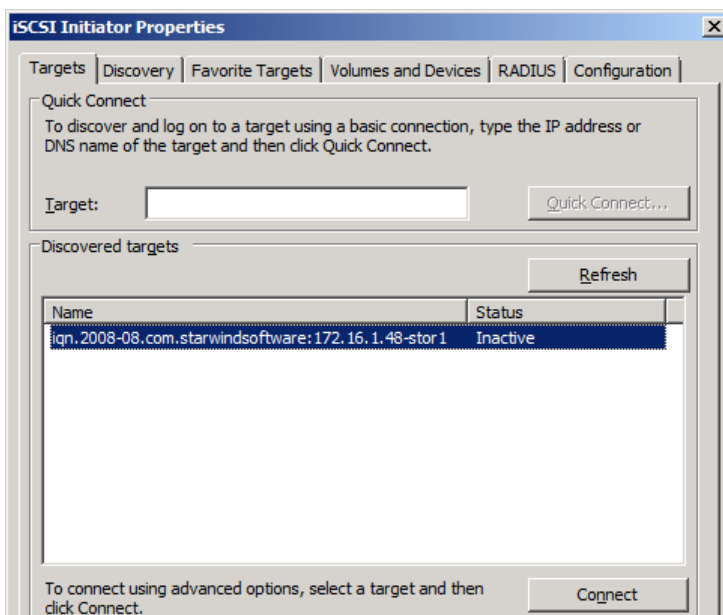 iSCSI Initiator Properties
Targets Discovery Favorite Targets Volumes and Devices RADIUS Configuration
Quick Connect
To discover and log on to a target using a basic connection, type the IP address or
DNS name of the target and then click Quick Connect.
Target: Quick Connect...
Discovered targets
Refresh
Name Status
iqn.2008-08.com.starwindsoftware:172.16.1.48-stor1 Inactive
To connect using advanced options, select a target and then
click Connect.
Connect